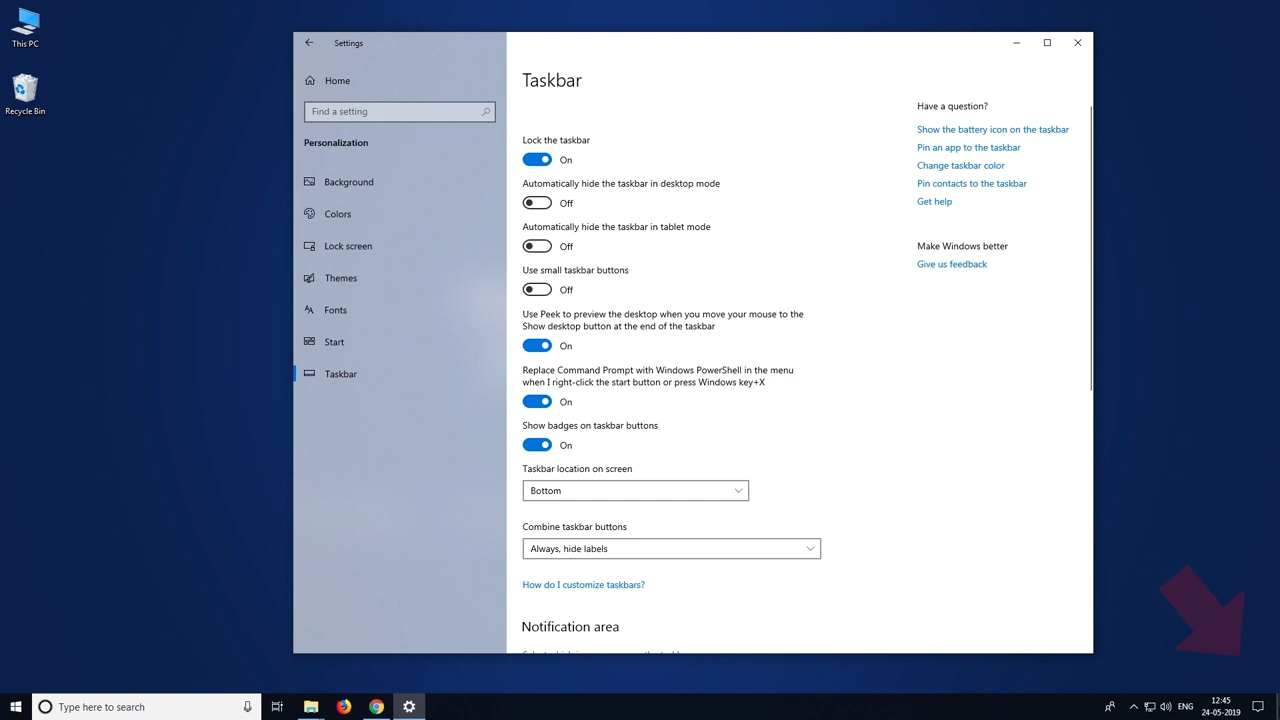 This PC
Recycle Bin
Settings
Home
Find a setting
Personalization
Background
Colors
Lock screen
Themes
Fonts
Start
Taskbar
Taskbar
Lock the taskbar
On
Automatically hide the taskbar in desktop mode
Off
Automatically hide the taskbar in tablet mode
Off
Use small taskbar buttons
Off
Use Peek to preview the desktop when you move your mouse to the
Show desktop button at the end of the taskbar
On
Replace Command Prompt with Windows PowerShell in the menu
when I right-click the start button or press Windows key+X
On
Show badges on taskbar buttons
On
Taskbar location on screen
Bottom
Combine taskbar buttons
Always, hide labels
How do I customize taskbars?
Notification area
Have a question?
Show the battery icon on the taskbar
Pin an app to the taskbar
Change taskbar color
Pin contacts to the taskbar
Get help
Make Windows better
Give us feedback
Type here to search
ENG
12:45
24-05-2019